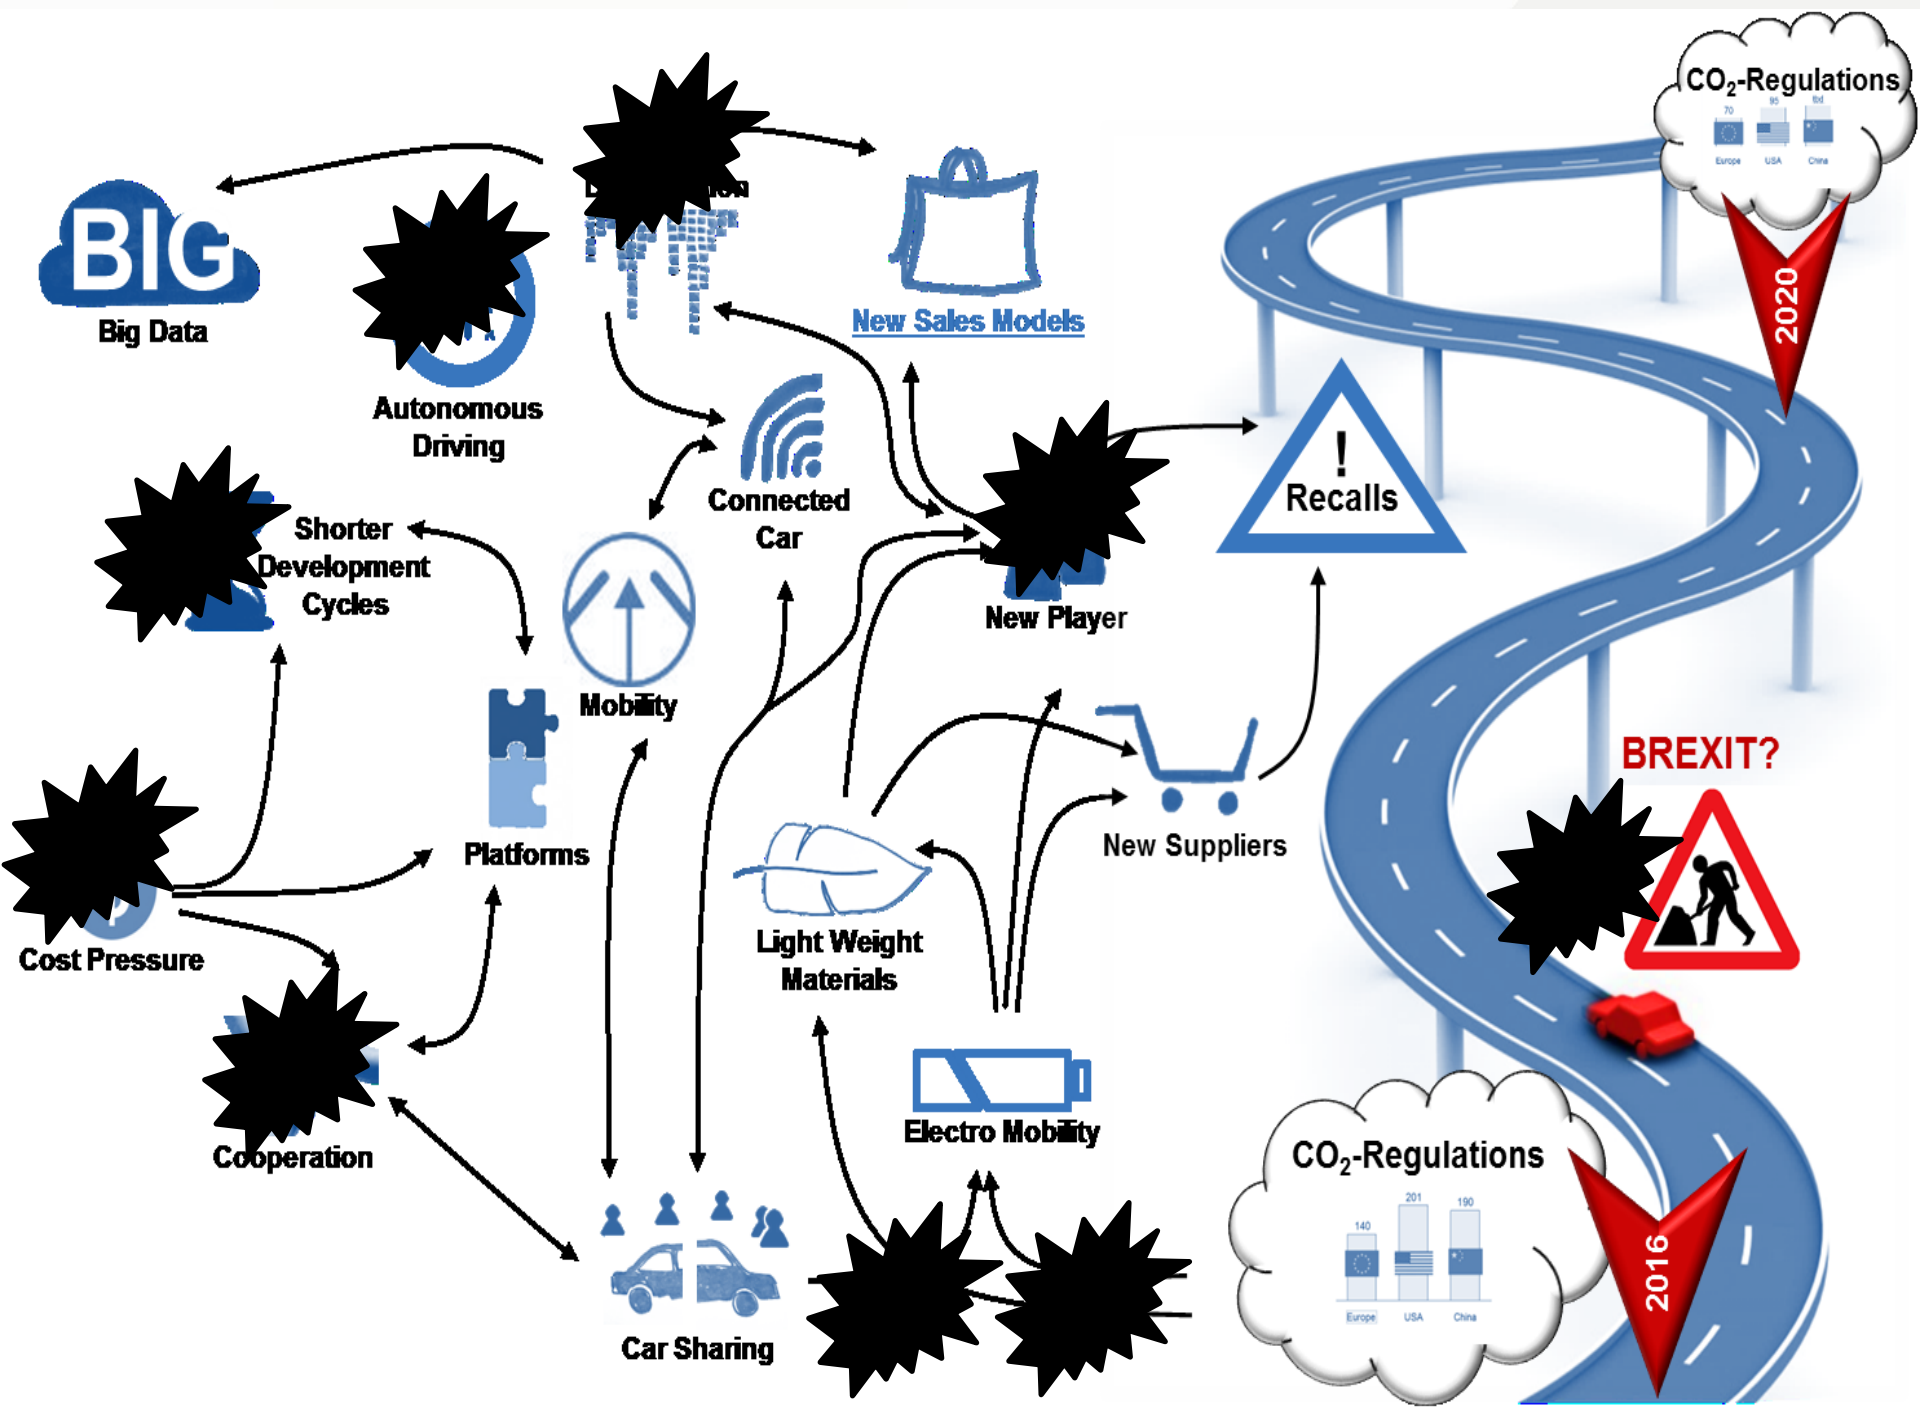 CO2-Regulations
70
95
tbd
Europe
USA
China
2020
BIG
Big Data
New Sales Models
Autonomous
Driving
Connected
Car
!
Recalls
Shorter
Development
Cycles
New Player
Mobility
BREXIT?
Platforms
New Suppliers
Cost Pressure
Light Weight
Materials
Cooperation
Electro Mobility
CO2-Regulations
140
201
190
Europe
USA
China
2016
Car Sharing